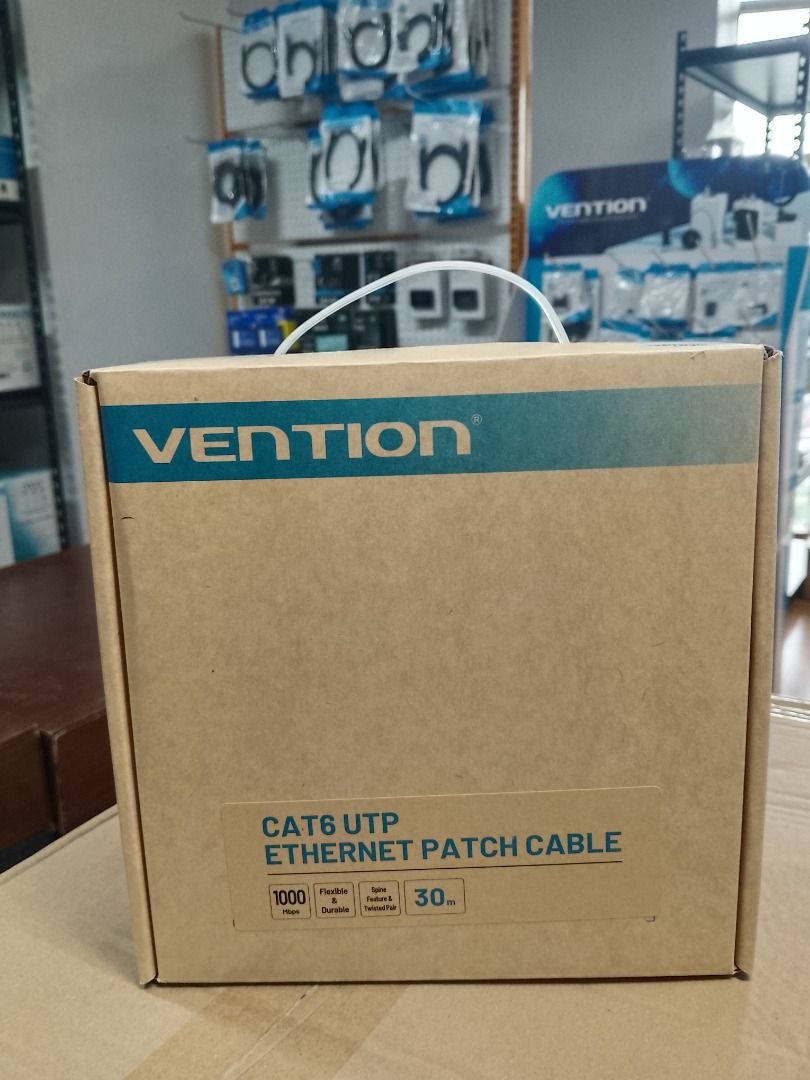 VENTION
VENTION®
CAT6 UTP
ETHERNET PATCH CABLE
1000
Mbps
Flexible
&
Durable
Spine
Feature &
Twisted Pair
30m